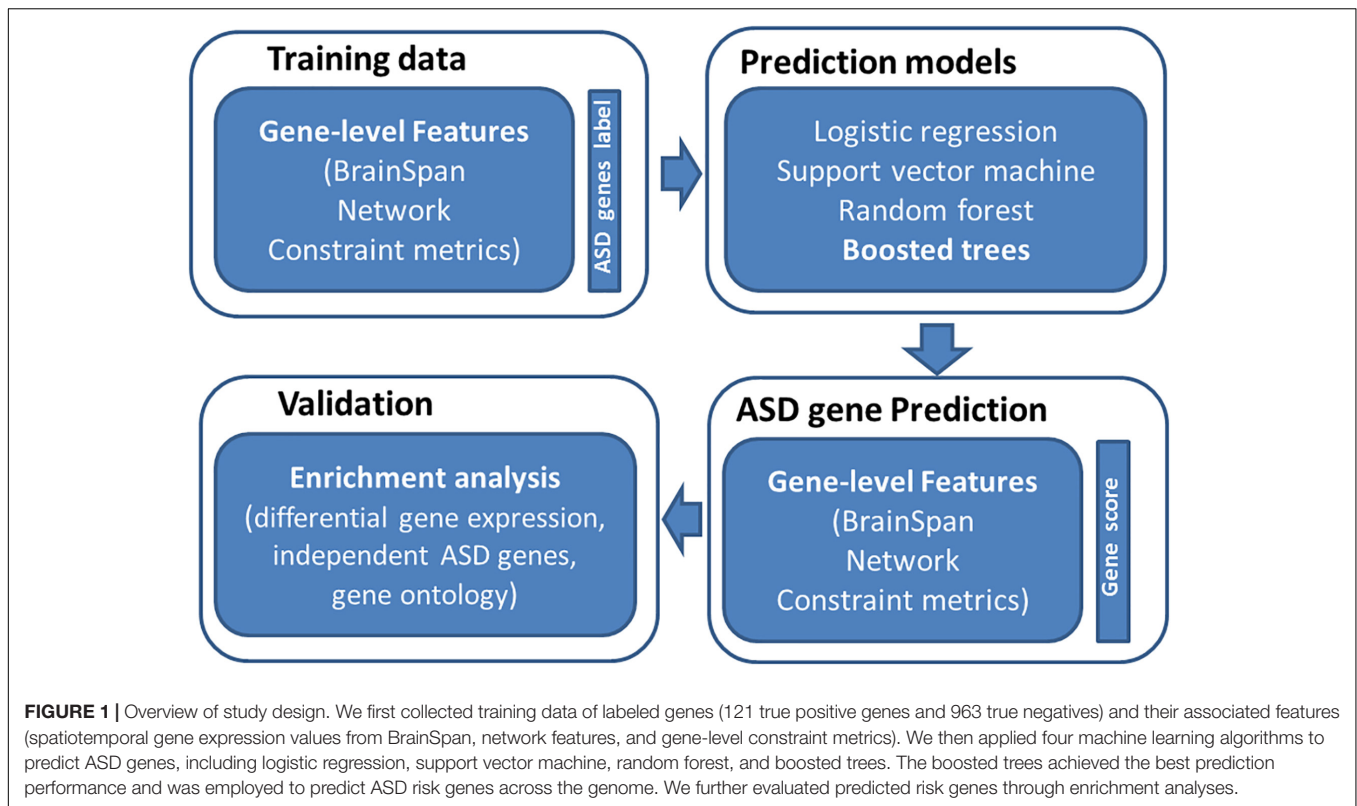 Training data
Gene-level Features
(BrainSpan
Network
Constraint metrics)
ASD genes label
Prediction models
Logistic regression
Support vector machine
Random forest
Boosted trees
Validation
Enrichment analysis
(differential gene expression,
independent ASD genes,
gene ontology)
ASD gene Prediction
Gene-level Features
(BrainSpan
Network
Constraint metrics)
Gene score
FIGURE 1 | Overview of study design. We first collected training data of labeled genes (121 true positive genes and 963 true negatives) and their associated features
(spatiotemporal gene expression values from BrainSpan, network features, and gene-level constraint metrics). We then applied four machine learning algorithms to
predict ASD genes, including logistic regression, support vector machine, random forest, and boosted trees. The boosted trees achieved the best prediction
performance and was employed to predict ASD risk genes across the genome. We further evaluated predicted risk genes through enrichment analyses.